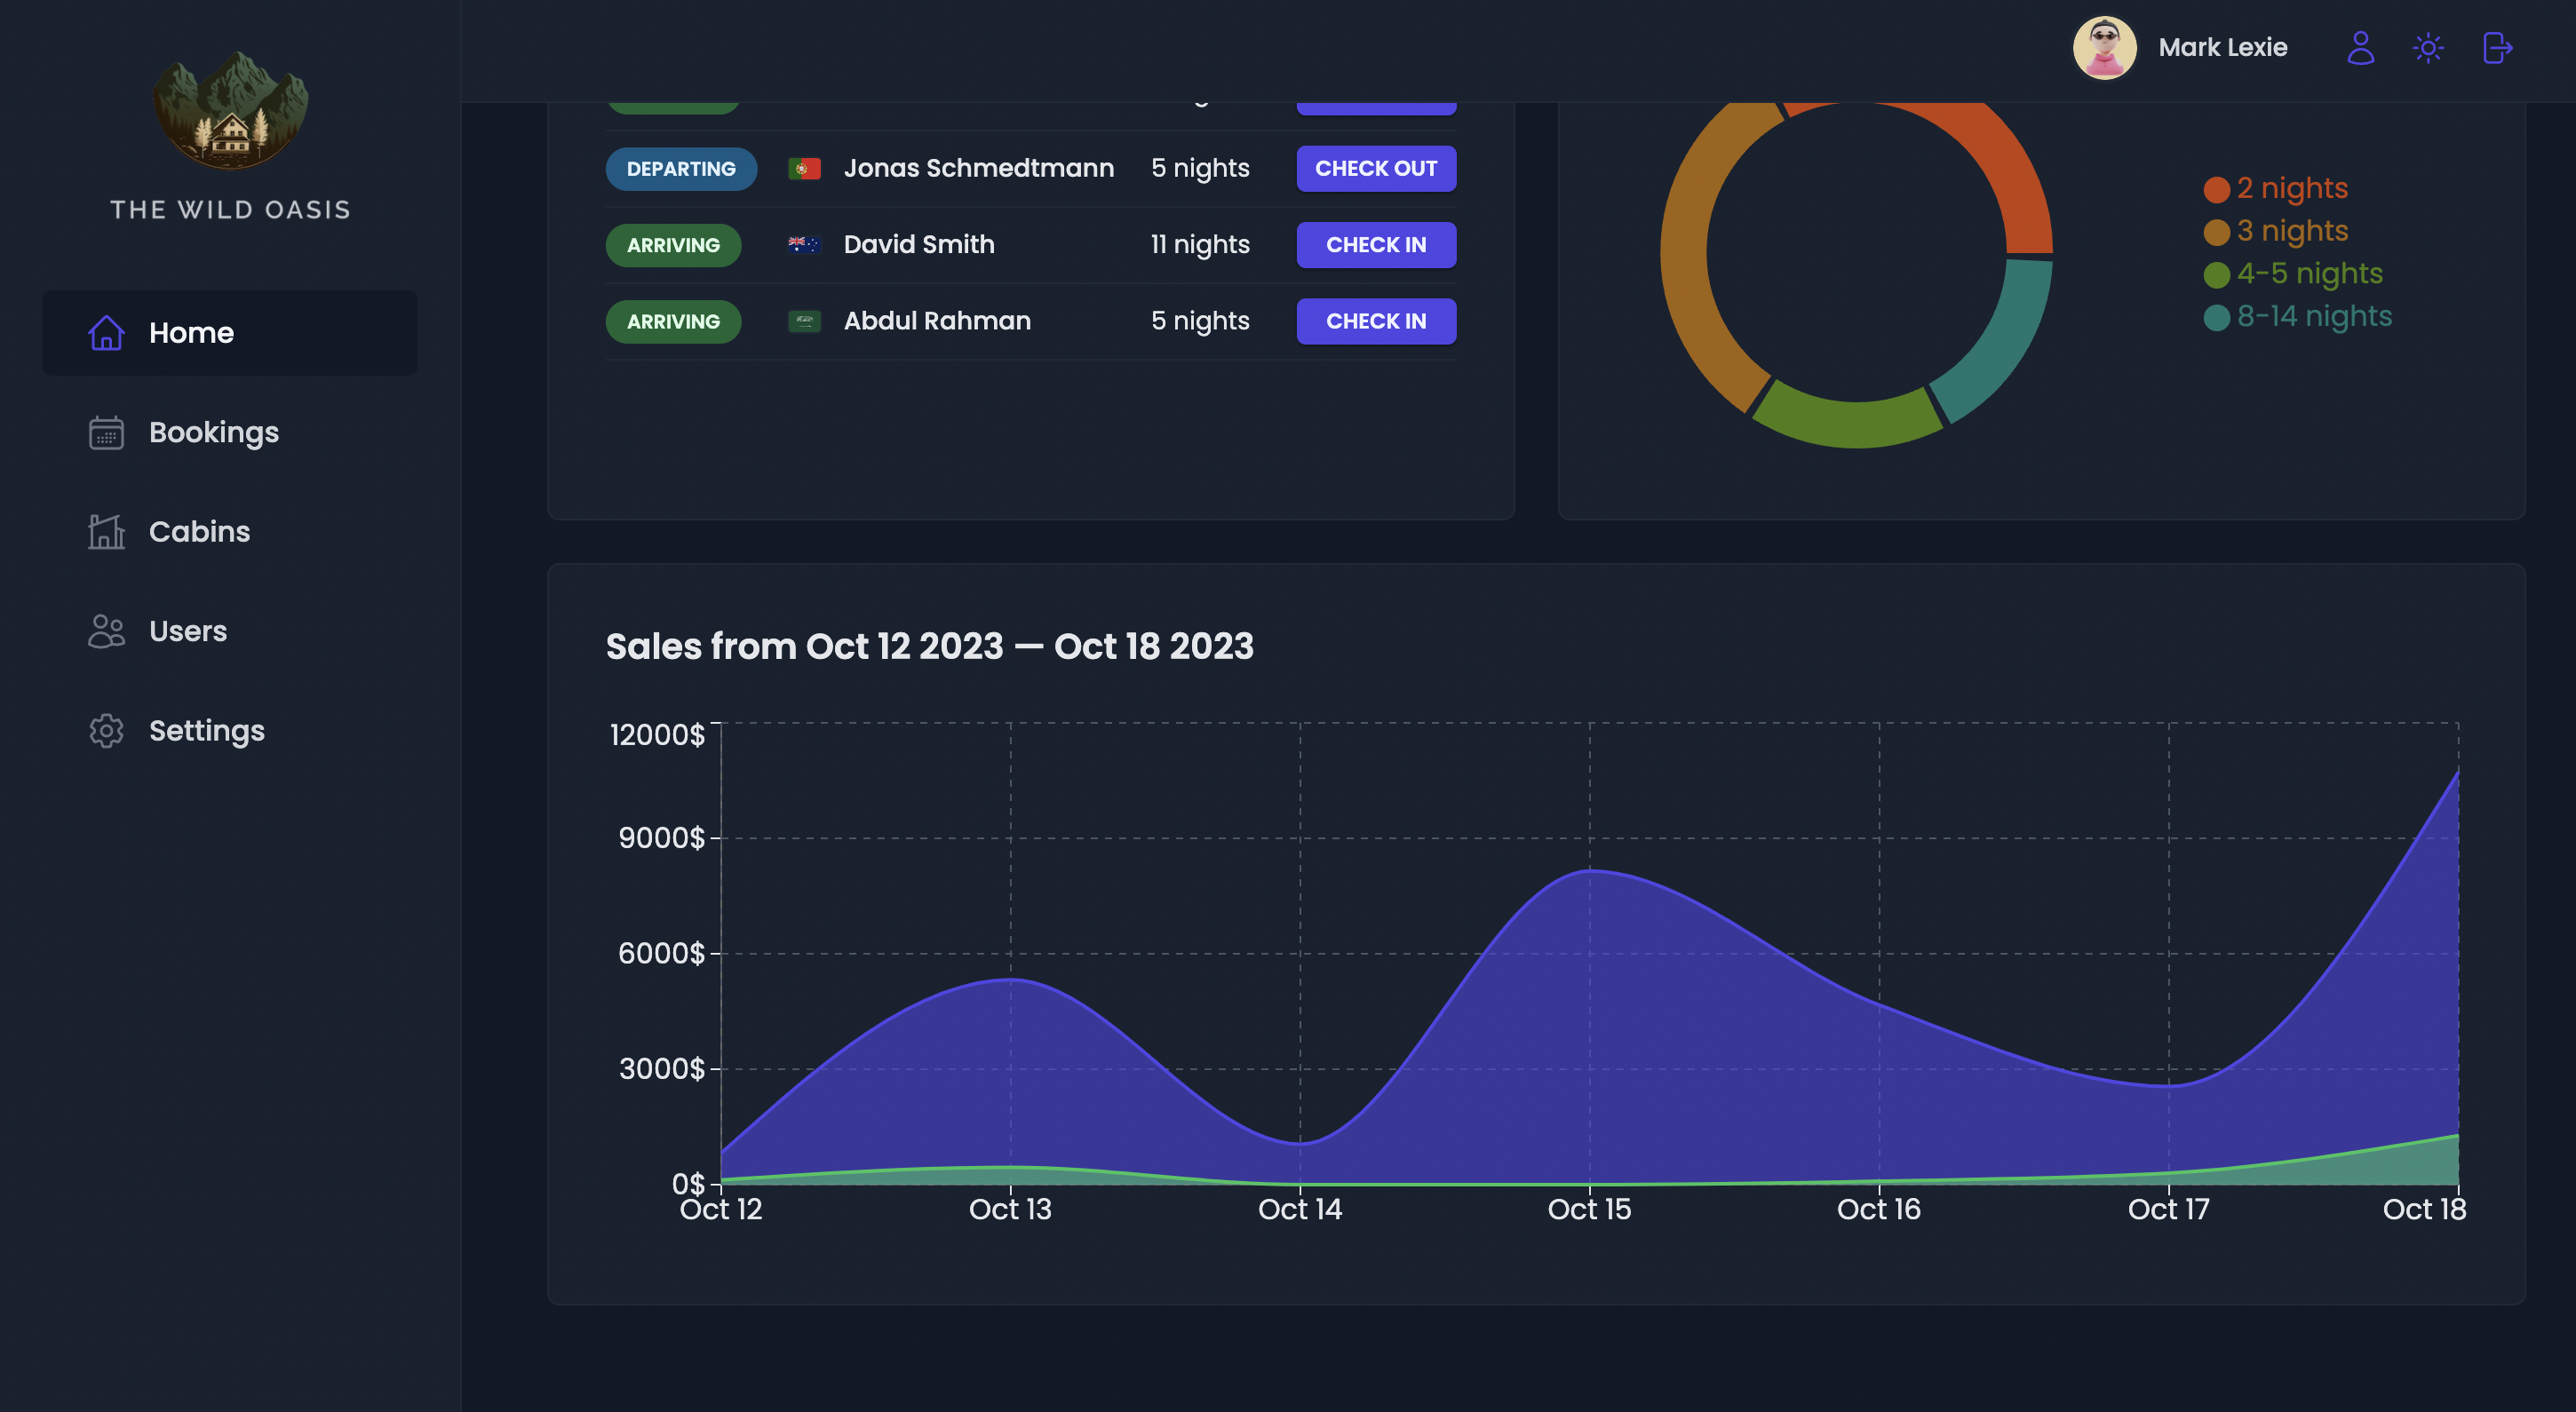 THE WILD OASIS
Home
Bookings
Cabins
Users
Settings
Mark Lexie
DEPARTING Jonas Schmedtmann 5 nights CHECK OUT
ARRIVING David Smith 11 nights CHECK IN
ARRIVING Abdul Rahman 5 nights CHECK IN
2 nights
3 nights
4-5 nights
8-14 nights
Sales from Oct 12 2023 — Oct 18 2023
12000$
9000$
6000$
3000$
0$
Oct 12 Oct 13 Oct 14 Oct 15 Oct 16 Oct 17 Oct 18